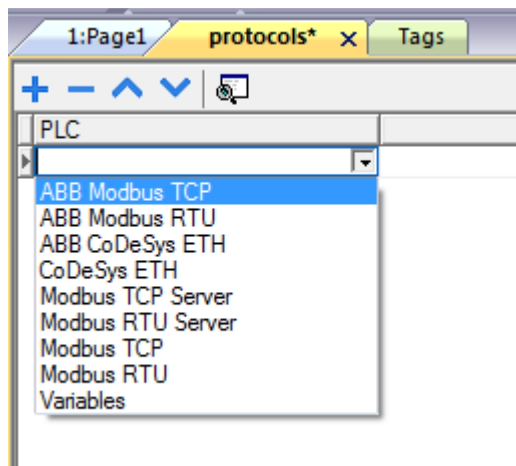 1:Page1 protocols* Tags
PLC
ABB Modbus TCP
ABB Modbus RTU
ABB CoDeSys ETH
CoDeSys ETH
Modbus TCP Server
Modbus RTU Server
Modbus TCP
Modbus RTU
Variables